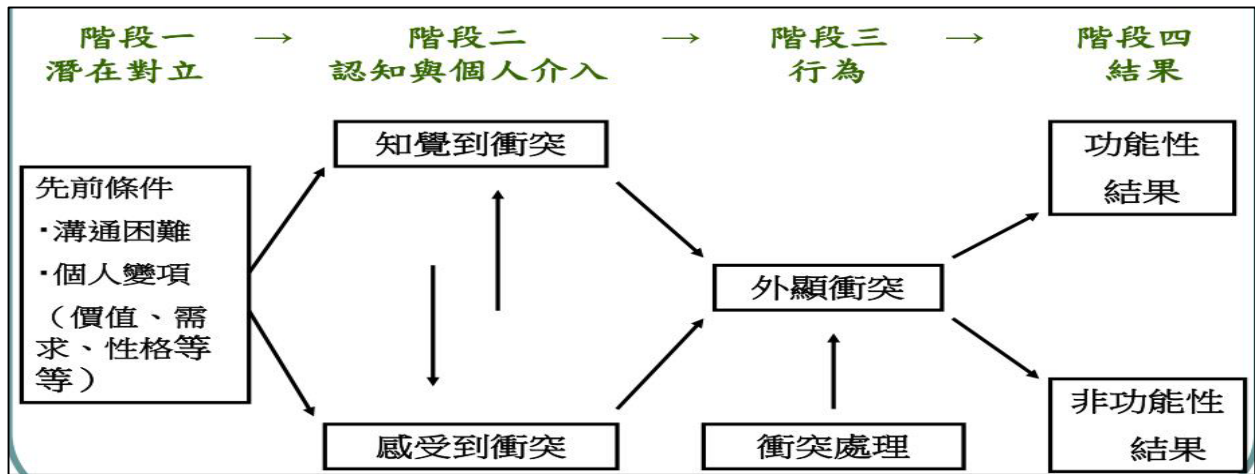 階段一 → 階段二 → 階段三 → 階段四
潛在對立 認知與個人介入 行為 結果
知覺到衝突
功能性
結果
先前條件
·溝通困難
·個人變項
（價值、需
求、性格等
等）
外顯衝突
感受到衝突
衝突處理
非功能性
結果